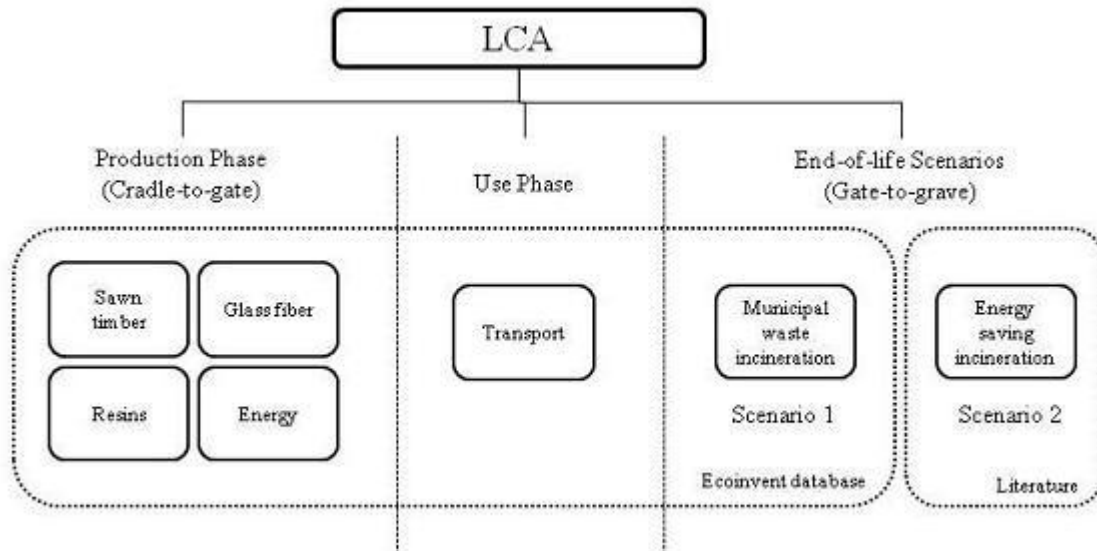 LCA
Production Phase
(Cradle-to-gate)
Use Phase
End-of-life Scenarios
(Gate-to-grave)
Sawn
timber
Glass fiber
Resins
Energy
Transport
Municipal
waste
incineration
Scenario 1
Ecoinvent database
Energy
saving
incineration
Scenario 2
Literature